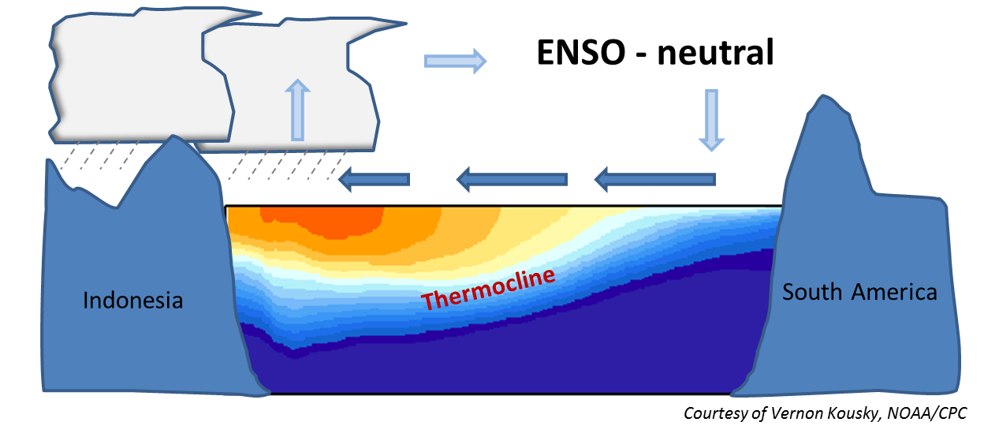 ENSO - neutral
Thermocline
Indonesia
South America
Courtesy of Vernon Kousky, NOAA/CPC